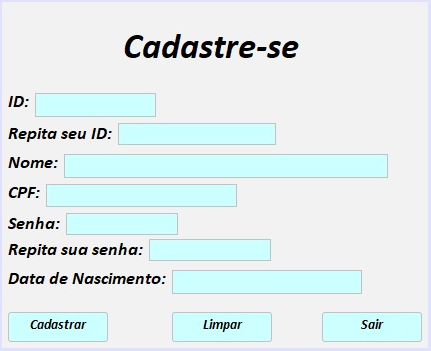 Cadastre-se
ID:
Repita seu ID:
Nome:
CPF:
Senha:
Repita sua senha:
Data de Nascimento:
Cadastrar Limpar Sair